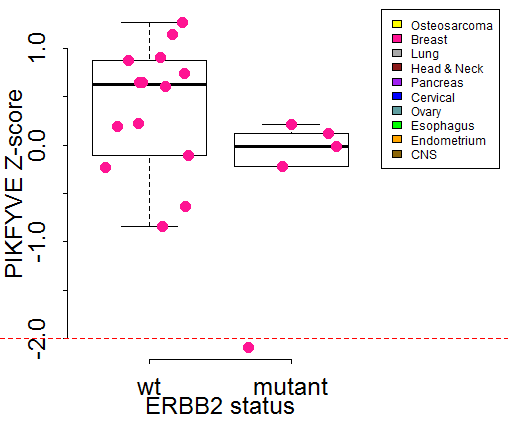 PIKFYVE Z-score
1.0
0.0
-1.0
-2.0
wt mutant
ERBB2 status
Osteosarcoma
Breast
Lung
Head & Neck
Pancreas
Cervical
Ovary
Esophagus
Endometrium
CNS